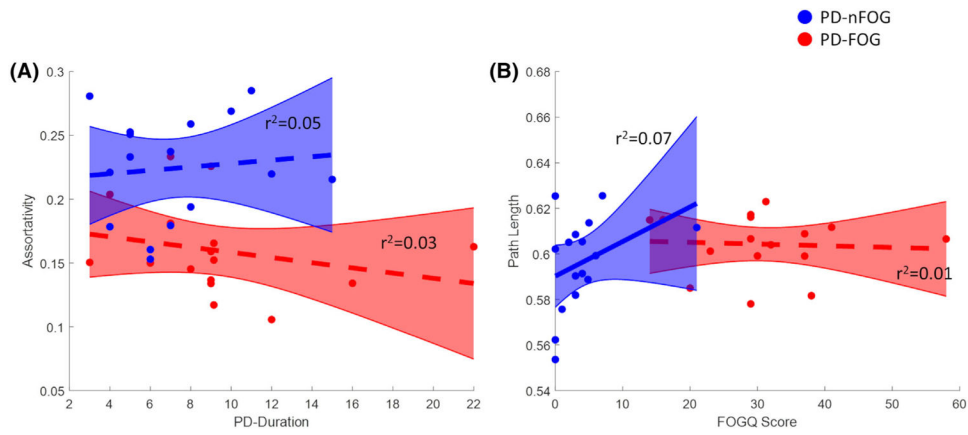 PD-nFOG
PD-FOG
(A)
0.3
0.25
0.2
0.15
0.1
0.05
Assortativity
r²=0.05
r²=0.03
2 4 6 8 10 12 14 16 18 20 22
PD-Duration
(B)
0.68
0.66
0.64
0.62
0.6
0.58
0.56
0.54
Path Length
r²=0.07
r²=0.01
0 10 20 30 40 50 60
FOGQ Score